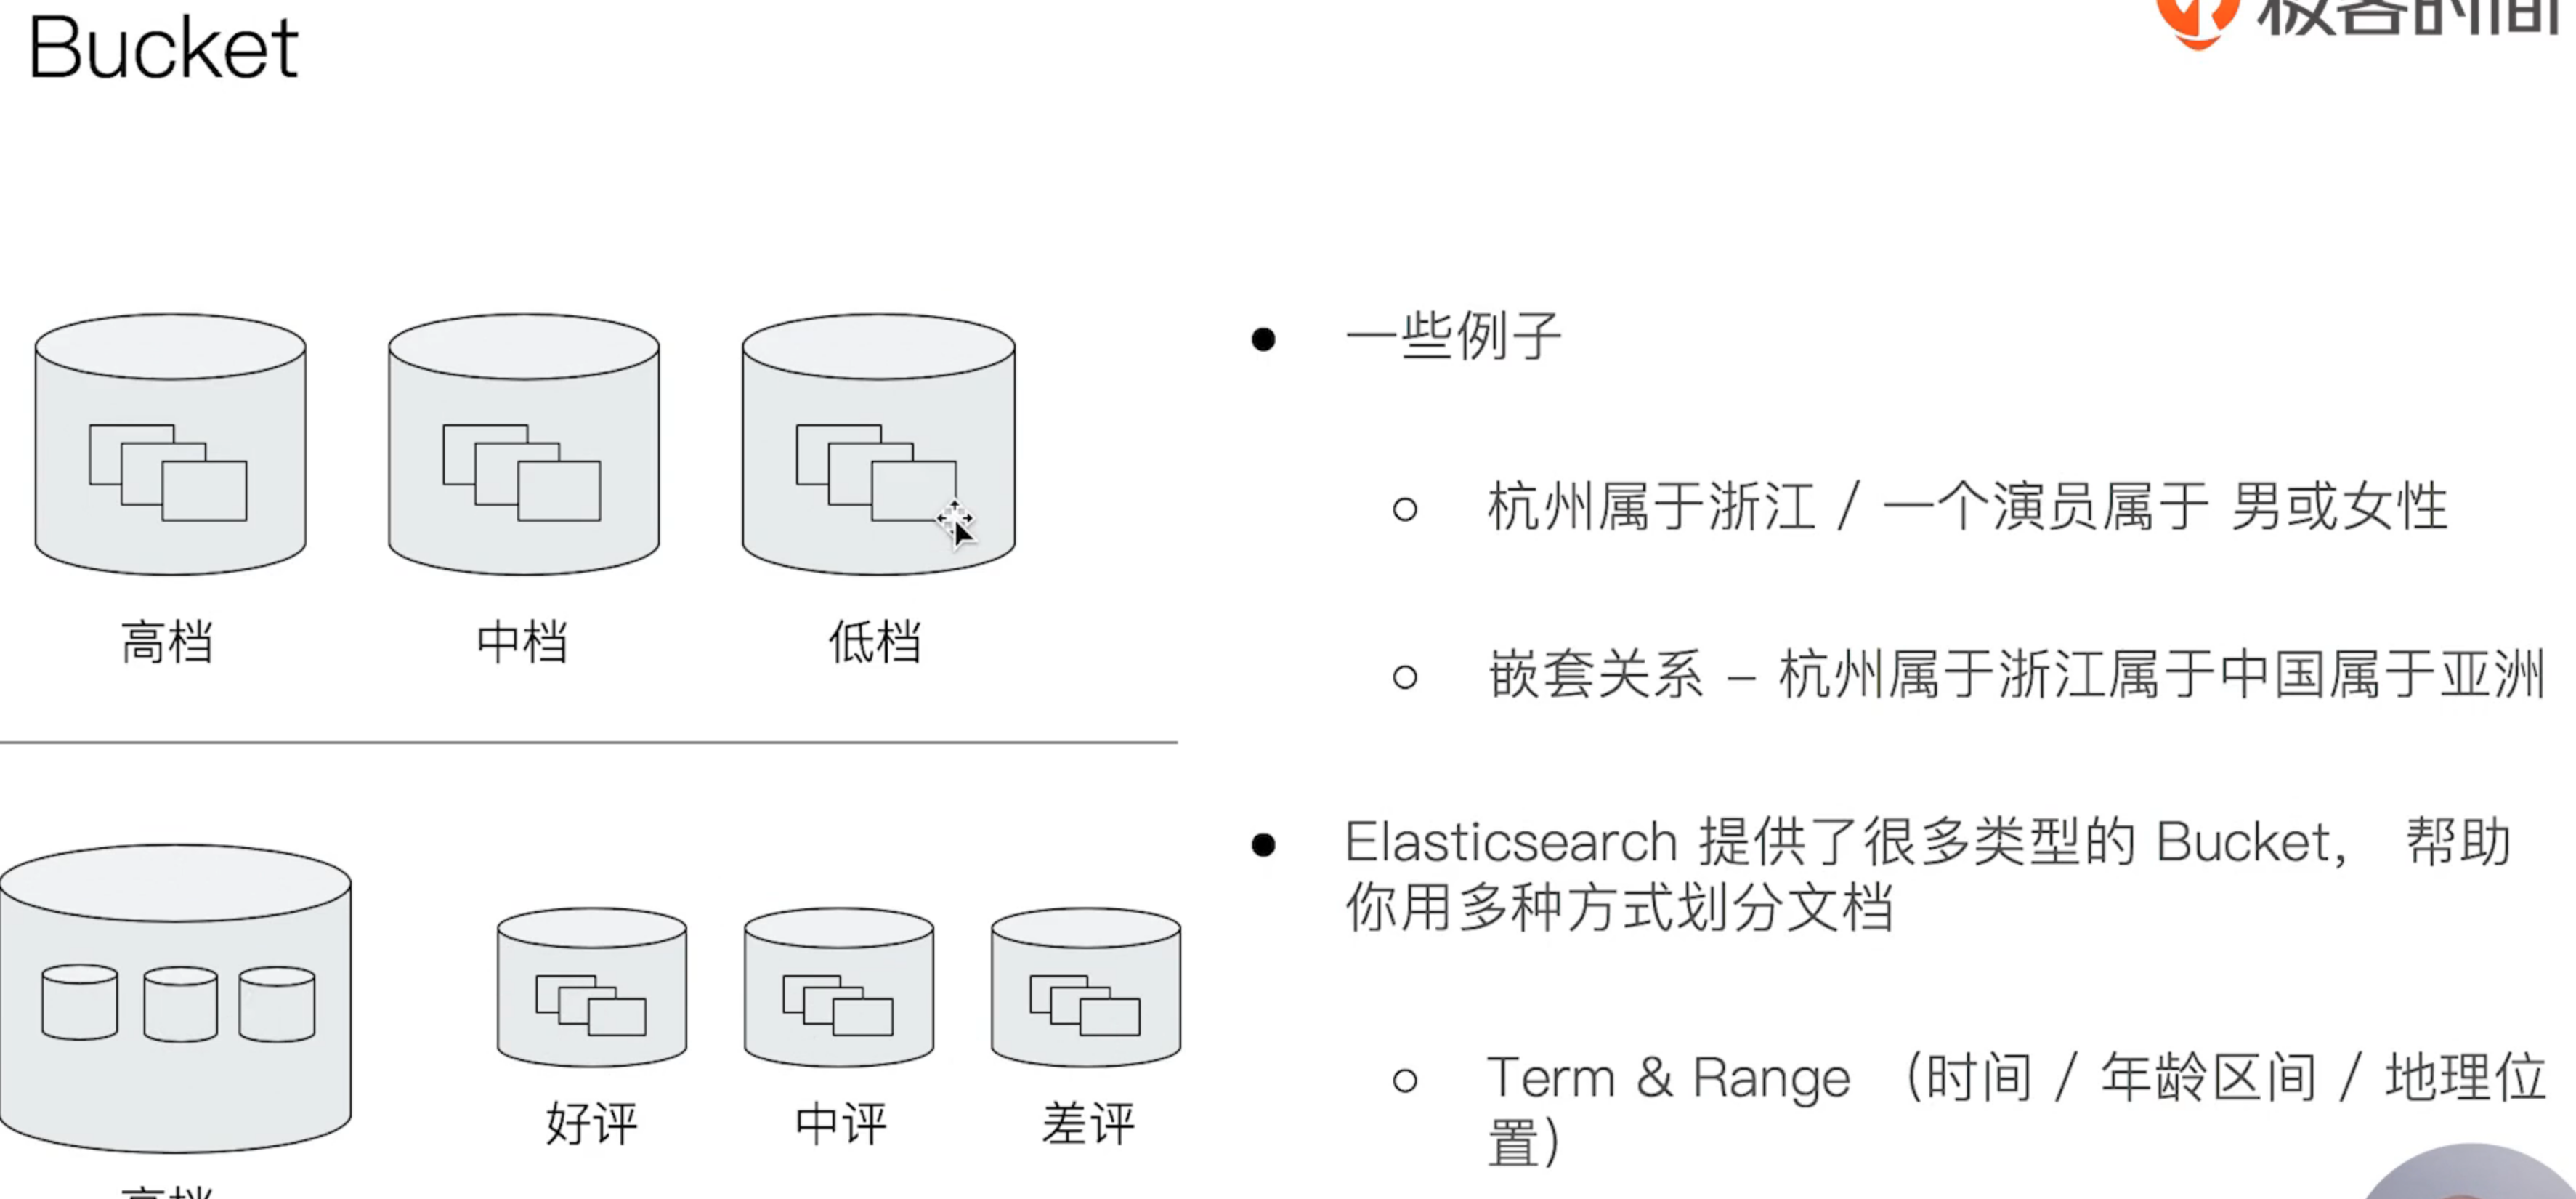 Bucket
极客时间
高档
中档
低档
好评
中评
差评
高档
一些例子
杭州属于浙江 / 一个演员属于 男或女性
嵌套关系 – 杭州属于浙江属于中国属于亚洲
Elasticsearch 提供了很多类型的 Bucket， 帮助
你用多种方式划分文档
Term & Range （时间 / 年龄区间 / 地理位
置）